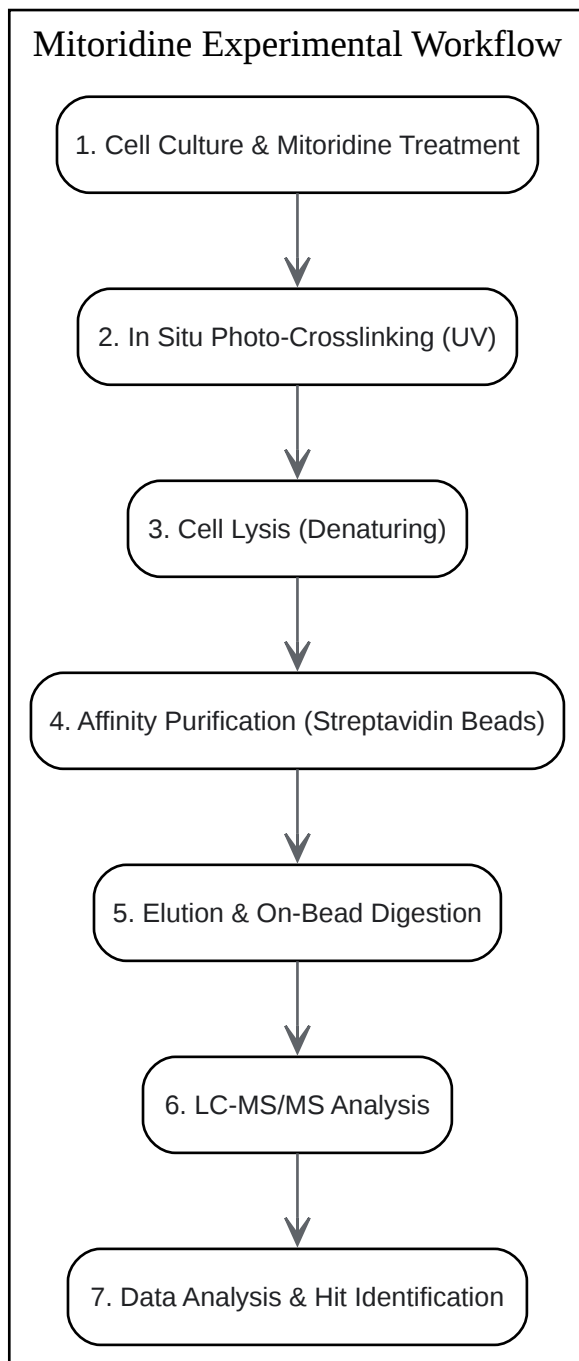 Mitoridine Experimental Workflow
1. Cell Culture & Mitoridine Treatment
2. In Situ Photo-Crosslinking (UV)
3. Cell Lysis (Denaturing)
4. Affinity Purification (Streptavidin Beads)
5. Elution & On-Bead Digestion
6. LC-MS/MS Analysis
7. Data Analysis & Hit Identification